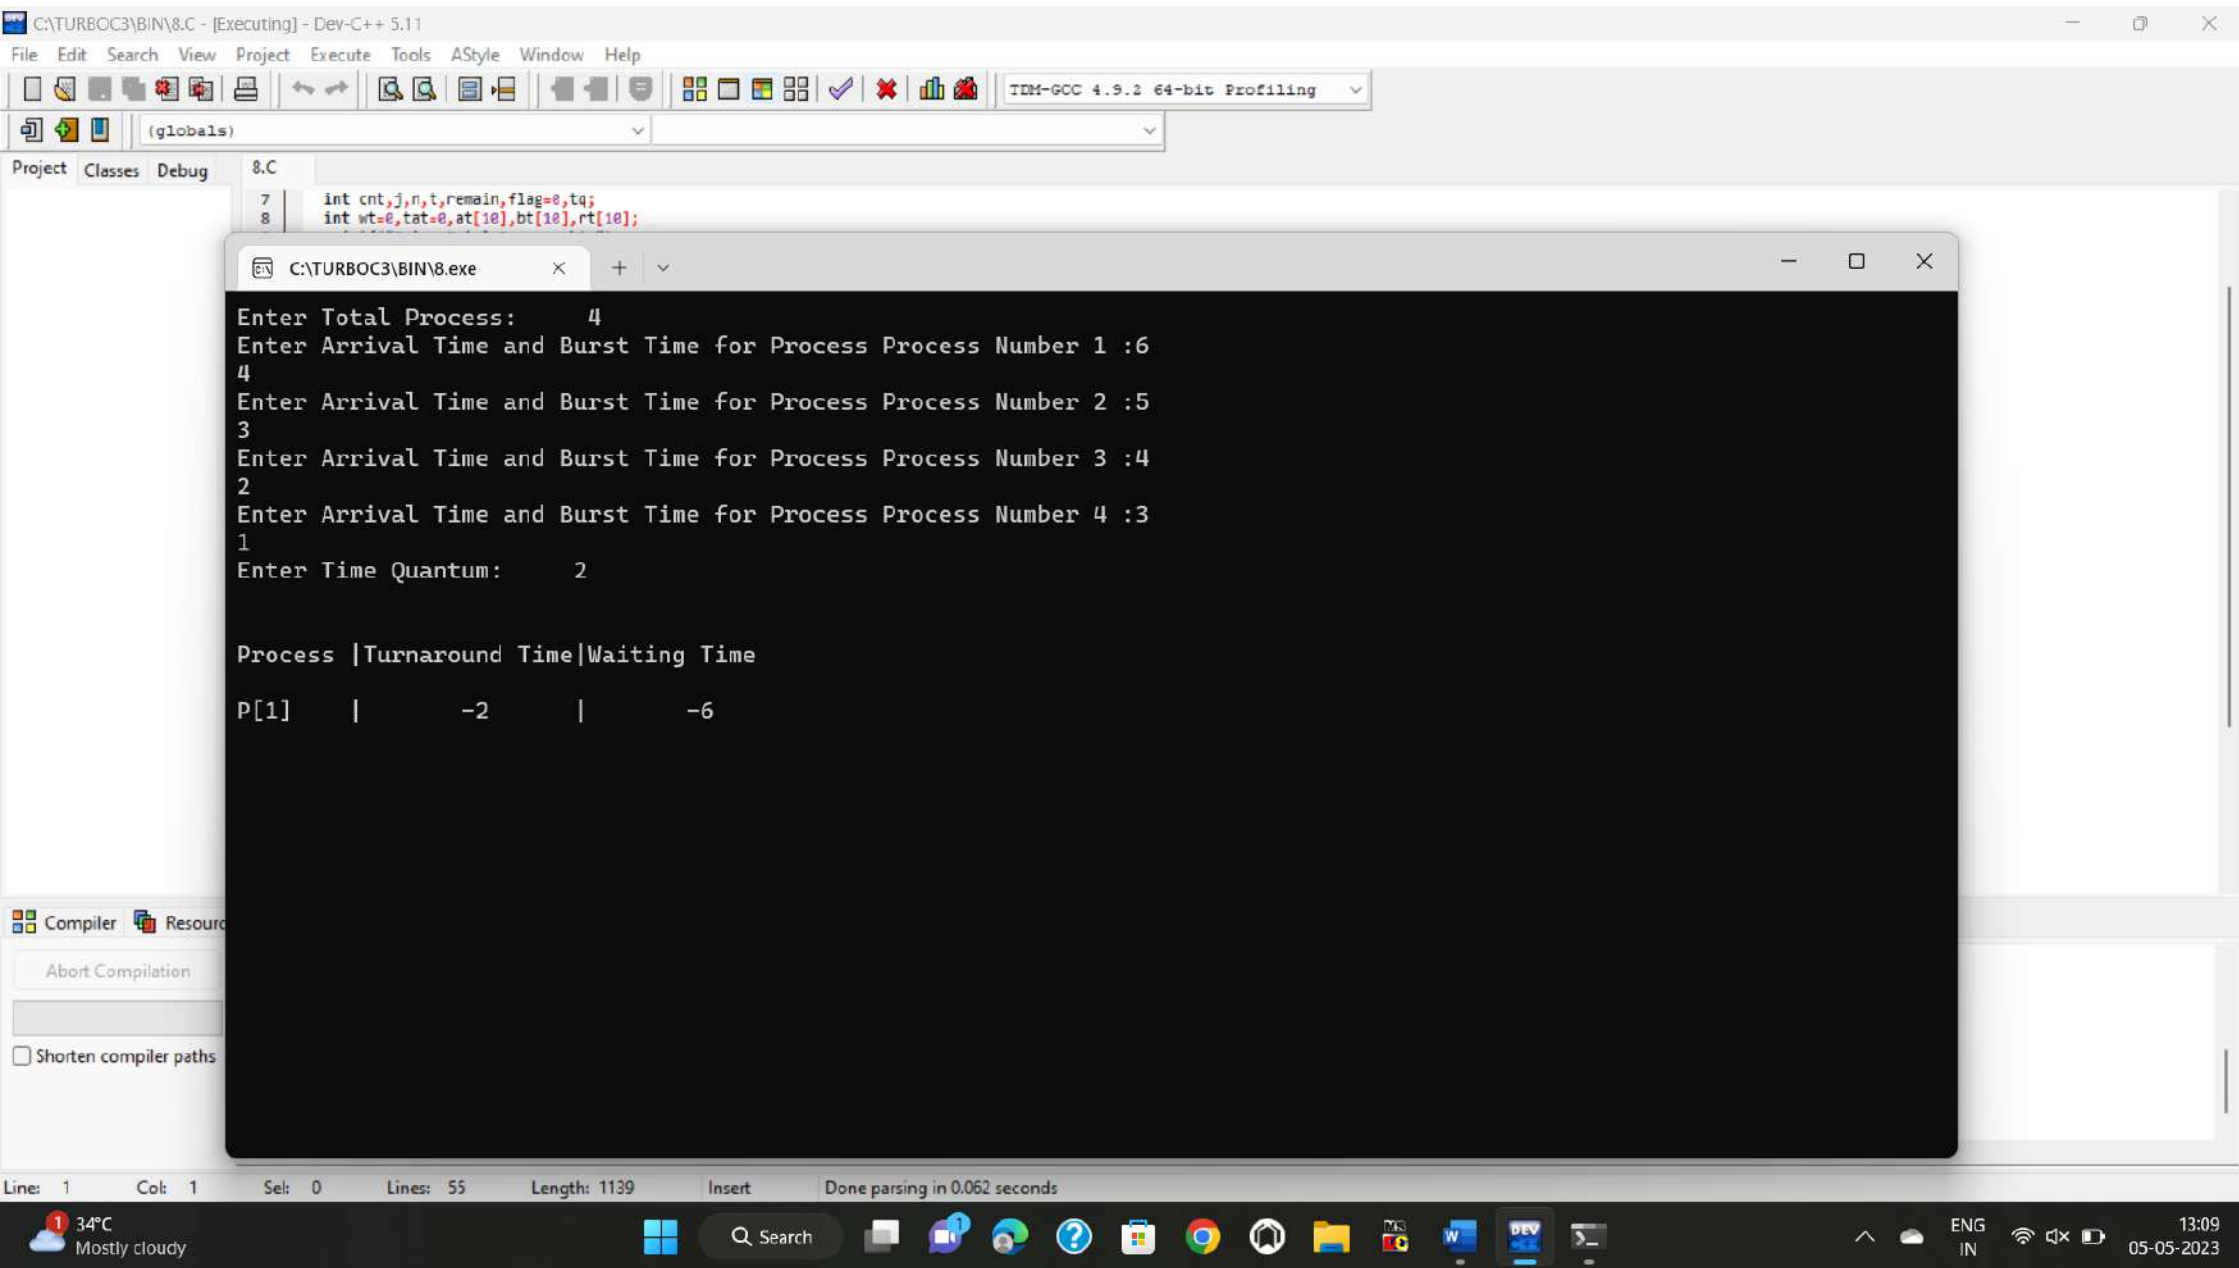 C:\TURBOC3\BIN\8.C - [Executing] - Dev-C++ 5.11
File Edit Search View Project Execute Tools AStyle Window Help
TDM-GCC 4.9.2 64-bit Profiling
(globals)
Project Classes Debug 8.C
7 int cnt,j,n,t,remain,flag=0,tq;
8 int wt=0,tat=0,at[10],bt[10],rt[10];
C:\TURBOC3\BIN\8.exe
Enter Total Process: 4
Enter Arrival Time and Burst Time for Process Process Number 1 :6
4
Enter Arrival Time and Burst Time for Process Process Number 2 :5
3
Enter Arrival Time and Burst Time for Process Process Number 3 :4
2
Enter Arrival Time and Burst Time for Process Process Number 4 :3
1
Enter Time Quantum: 2
Process |Turnaround Time|Waiting Time
P[1] | -2 | -6
Compiler Resourc
Abort Compilation
Shorten compiler paths
Line: 1 Col: 1 Sel: 0 Lines: 55 Length: 1139 Insert Done parsing in 0.062 seconds
1 34°C
Mostly cloudy
Search
1
DEV
ENG
IN
13:09
05-05-2023